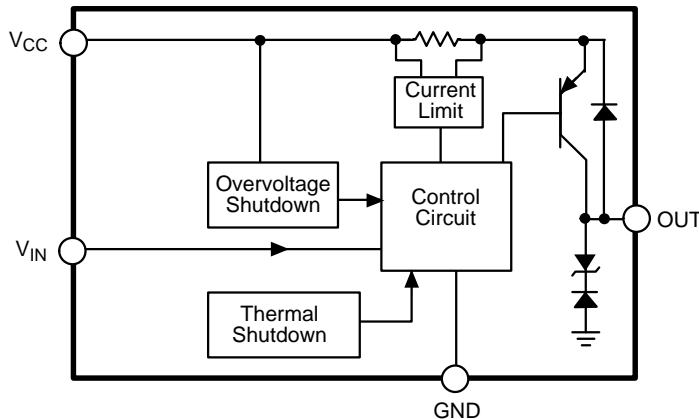 VCC
Current
Limit
Overvoltage
Shutdown
Control
Circuit
OUT
VIN
Thermal
Shutdown
GND